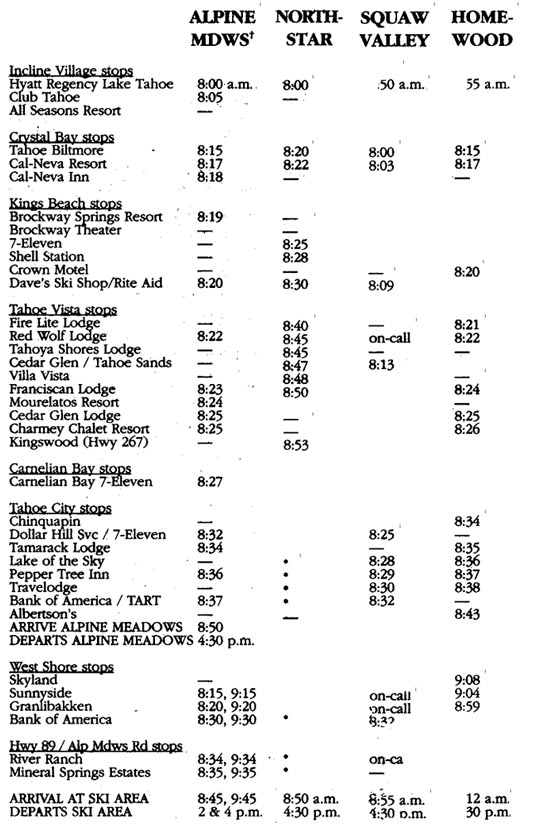 ALPINE NORTH- SQUAW HOME-
MDWS† STAR VALLEY WOOD
Incline Village stops
Hyatt Regency Lake Tahoe 8:00 a.m. 8:00 :50 a.m. 55 a.m.
Club Tahoe 8:05 —
All Seasons Resort —
Crystal Bay stops
Tahoe Biltmore 8:15 8:20 8:00 8:15
Cal-Neva Resort 8:17 8:22 8:03 8:17
Cal-Neva Inn 8:18 — —
Kings Beach stops
Brockway Springs Resort 8:19 —
Brockway Theater — —
7-Eleven — 8:25
Shell Station — 8:28
Crown Motel — — — 8:20
Dave's Ski Shop/Rite Aid 8:20 8:30 8:09
Tahoe Vista stops
Fire Lite Lodge — 8:40 — 8:21
Red Wolf Lodge 8:22 8:45 on-call 8:22
Tahoya Shores Lodge — 8:45 — —
Cedar Glen / Tahoe Sands — 8:47 8:13
Villa Vista — 8:48 —
Franciscan Lodge 8:23 8:50 8:24
Mourelatos Resort 8:24 —
Cedar Glen Lodge 8:25 — 8:25
Charmey Chalet Resort 8:25 — 8:26
Kingswood (Hwy 267) — 8:53
Carnelian Bay stops
Carnelian Bay 7-Eleven 8:27
Tahoe City stops
Chinquapin — 8:34
Dollar Hill Svc / 7-Eleven 8:32 8:25 —
Tamarack Lodge 8:34 — 8:35
Lake of the Sky — • 8:28 8:36
Pepper Tree Inn 8:36 • 8:29 8:37
Travelodge — • 8:30 8:38
Bank of America / TART 8:37 • 8:32 —
Albertson's — — 8:43
ARRIVE ALPINE MEADOWS 8:50
DEPARTS ALPINE MEADOWS 4:30 p.m.
West Shore stops
Skyland — 9:08
Sunnyside 8:15, 9:15 on-call 9:04
Granlibakken 8:20, 9:20 on-call 8:59
Bank of America 8:30, 9:30 • 8:32
Hwy 89 / Alp Mdws Rd stops
River Ranch 8:34, 9:34 • on-ca
Mineral Springs Estates 8:35, 9:35 • —
ARRIVAL AT SKI AREA 8:45, 9:45 8:50 a.m. 8:55 a.m. 12 a.m.
DEPARTS SKI AREA 2 & 4 p.m. 4:30 p.m. 4:30 p.m. 30 p.m.